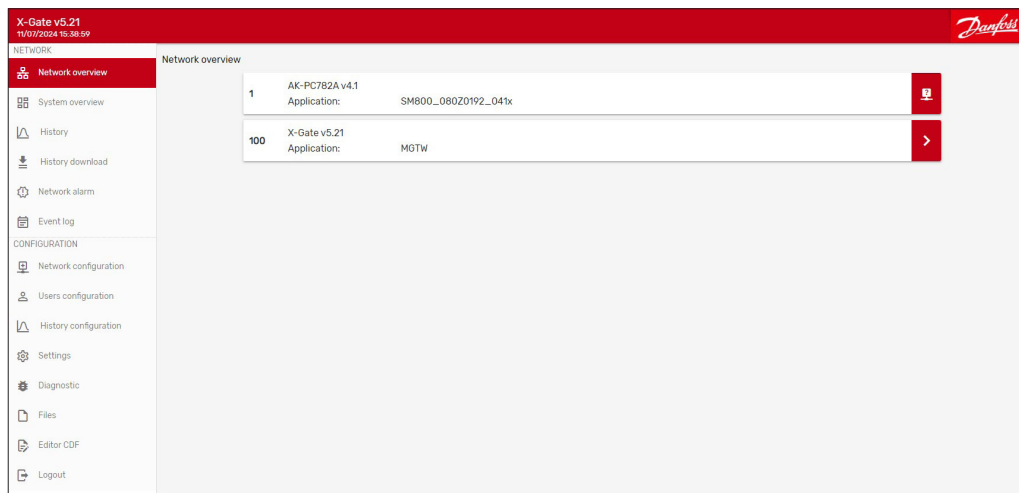 X-Gate v5.21
11/07/2024 15:38:59
Danfoss
NETWORK
Network overview
System overview
History
History download
Network alarm
Event log
CONFIGURATION
Network configuration
Users configuration
History configuration
Settings
Diagnostic
Files
Editor CDF
Logout
Network overview
1
AK-PC782A v4.1
Application: SM800_080Z0192_041x
?
100
X-Gate v5.21
Application: MGTW